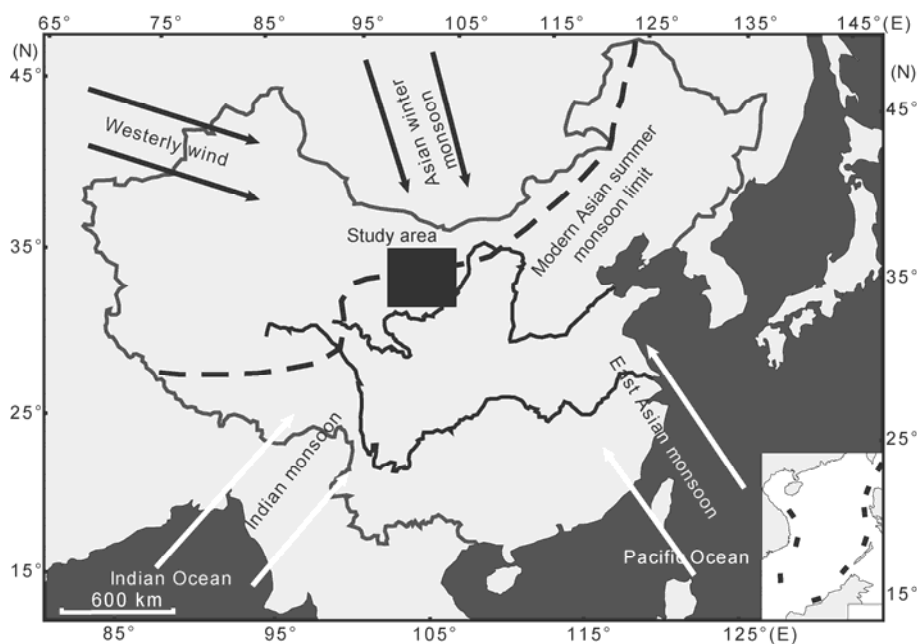 65° 75° 85° 95° 105° 115° 125° 145° (E)
(N)
45°
35°
25°
15°
(N)
45°
35°
25°
15°
Westerly wind
Asian winter
monsoon
Modern Asian summer
monsoon limit
Study area
Indian monsoon
East Asian monsoon
Indian Ocean
Pacific Ocean
600 km
85° 95° 105° 115° 125° (E)